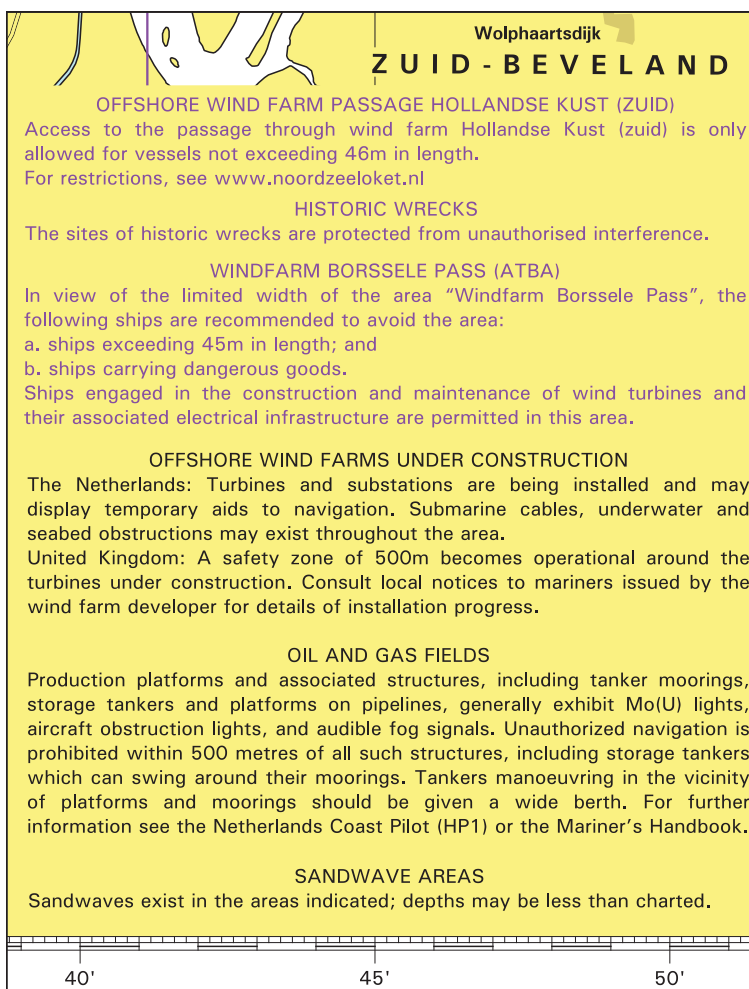 Wolphaartsdijk
ZUID-BEVELAND
OFFSHORE WIND FARM PASSAGE HOLLANDSE KUST (ZUID)
Access to the passage through wind farm Hollandse Kust (zuid) is only
allowed for vessels not exceeding 46m in length.
For restrictions, see www.noordzeeloket.nl
HISTORIC WRECKS
The sites of historic wrecks are protected from unauthorised interference.
WINDFARM BORSSELE PASS (ATBA)
In view of the limited width of the area “Windfarm Borssele Pass”, the
following ships are recommended to avoid the area:
a. ships exceeding 45m in length; and
b. ships carrying dangerous goods.
Ships engaged in the construction and maintenance of wind turbines and
their associated electrical infrastructure are permitted in this area.
OFFSHORE WIND FARMS UNDER CONSTRUCTION
The Netherlands: Turbines and substations are being installed and may
display temporary aids to navigation. Submarine cables, underwater and
seabed obstructions may exist throughout the area.
United Kingdom: A safety zone of 500m becomes operational around the
turbines under construction. Consult local notices to mariners issued by the
wind farm developer for details of installation progress.
OIL AND GAS FIELDS
Production platforms and associated structures, including tanker moorings,
storage tankers and platforms on pipelines, generally exhibit Mo(U) lights,
aircraft obstruction lights, and audible fog signals. Unauthorized navigation is
prohibited within 500 metres of all such structures, including storage tankers
which can swing around their moorings. Tankers manoeuvring in the vicinity
of platforms and moorings should be given a wide berth. For further
information see the Netherlands Coast Pilot (HP1) or the Mariner’s Handbook.
SANDWAVE AREAS
Sandwaves exist in the areas indicated; depths may be less than charted.
40' 45' 50'